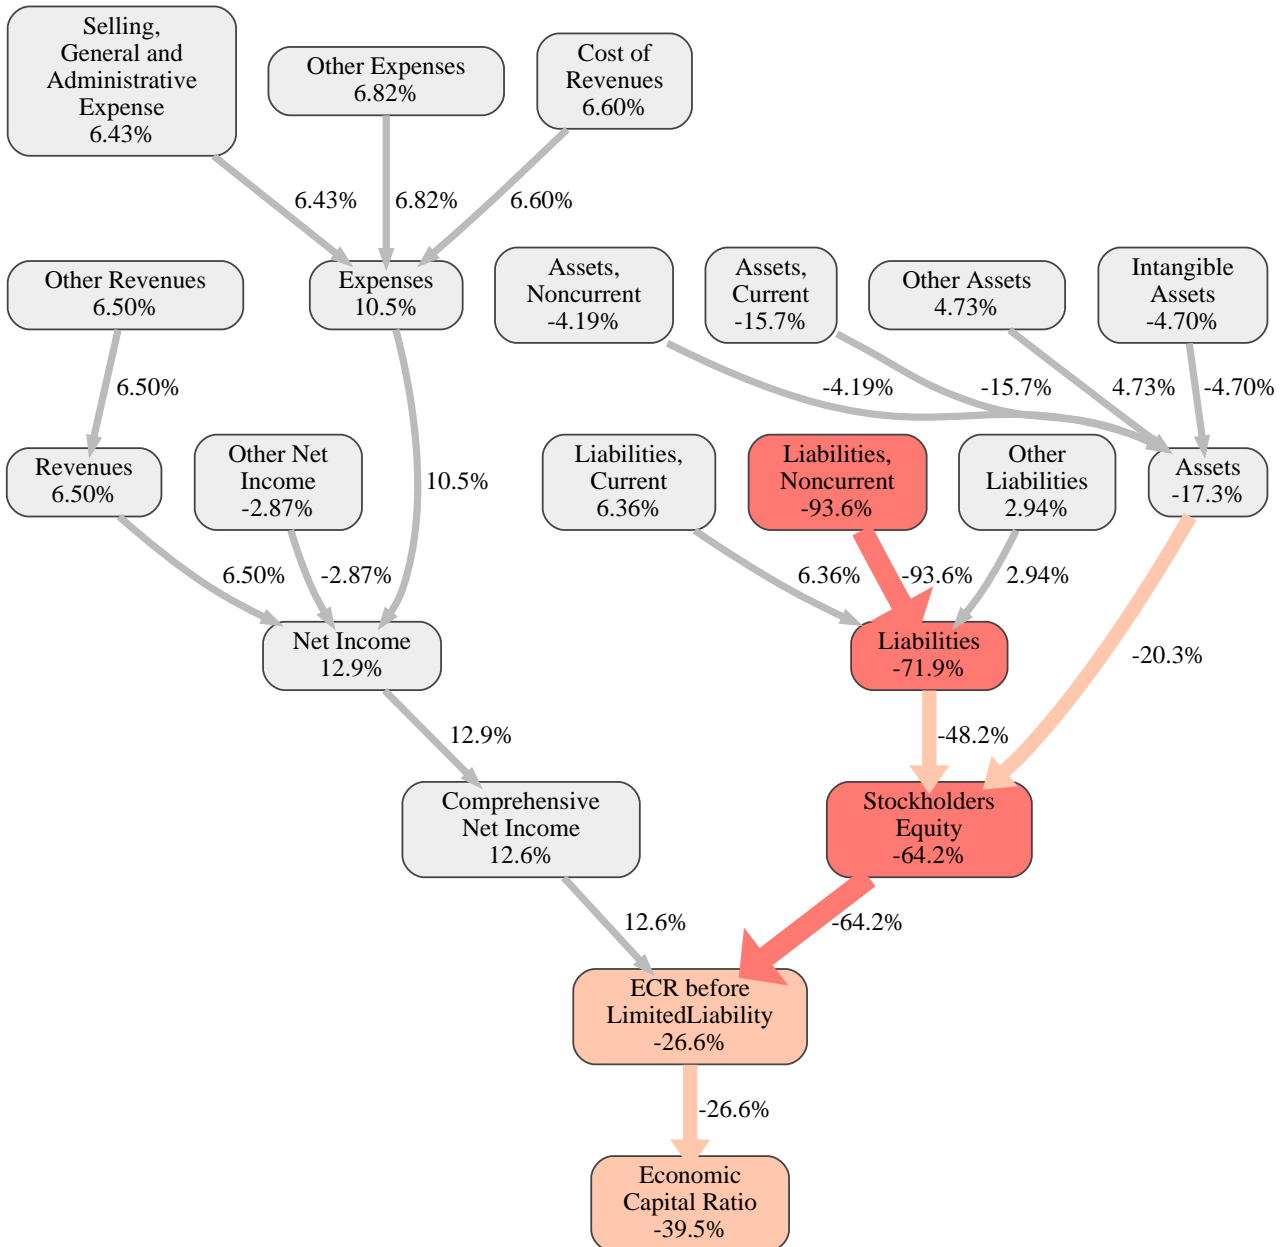 Selling,
General and
Administrative
Expense
6.43%
Other Expenses
6.82%
Cost of
Revenues
6.60%
6.43%
6.82%
6.60%
Other Revenues
6.50%
Expenses
10.5%
Assets,
Noncurrent
-4.19%
Assets,
Current
-15.7%
Other Assets
4.73%
Intangible
Assets
-4.70%
6.50%
-4.19%
-15.7%
4.73%
-4.70%
Revenues
6.50%
Other Net
Income
-2.87%
10.5%
Liabilities,
Current
6.36%
Liabilities,
Noncurrent
-93.6%
Other
Liabilities
2.94%
Assets
-17.3%
6.50%
-2.87%
6.36%
-93.6%
2.94%
Net Income
12.9%
Liabilities
-71.9%
-20.3%
12.9%
-48.2%
Comprehensive
Net Income
12.6%
Stockholders
Equity
-64.2%
12.6%
-64.2%
ECR before
LimitedLiability
-26.6%
-26.6%
Economic
Capital Ratio
-39.5%